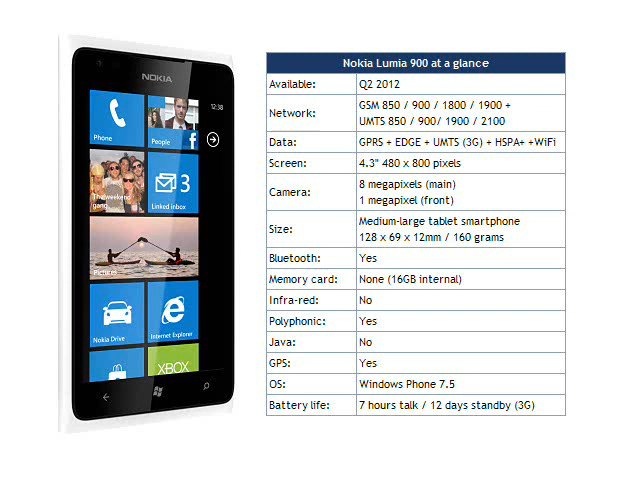 NOKIA
12:38
Phone
People
f
The weekend gang
3
Linked inbox
Pictures
Nokia Drive
Internet Explorer
XBOX
Nokia Lumia 900 at a glance
Available: Q2 2012
Network: GSM 850 / 900 / 1800 / 1900 +
UMTS 850 / 900/ 1900 / 2100
Data: GPRS + EDGE + UMTS (3G) + HSPA+ +WiFi
Screen: 4.3" 480 x 800 pixels
Camera: 8 megapixels (main)
1 megapixel (front)
Size: Medium-large tablet smartphone
128 x 69 x 12mm / 160 grams
Bluetooth: Yes
Memory card: None (16GB internal)
Infra-red: No
Polyphonic: Yes
Java: No
GPS: Yes
OS: Windows Phone 7.5
Battery life: 7 hours talk / 12 days standby (3G)